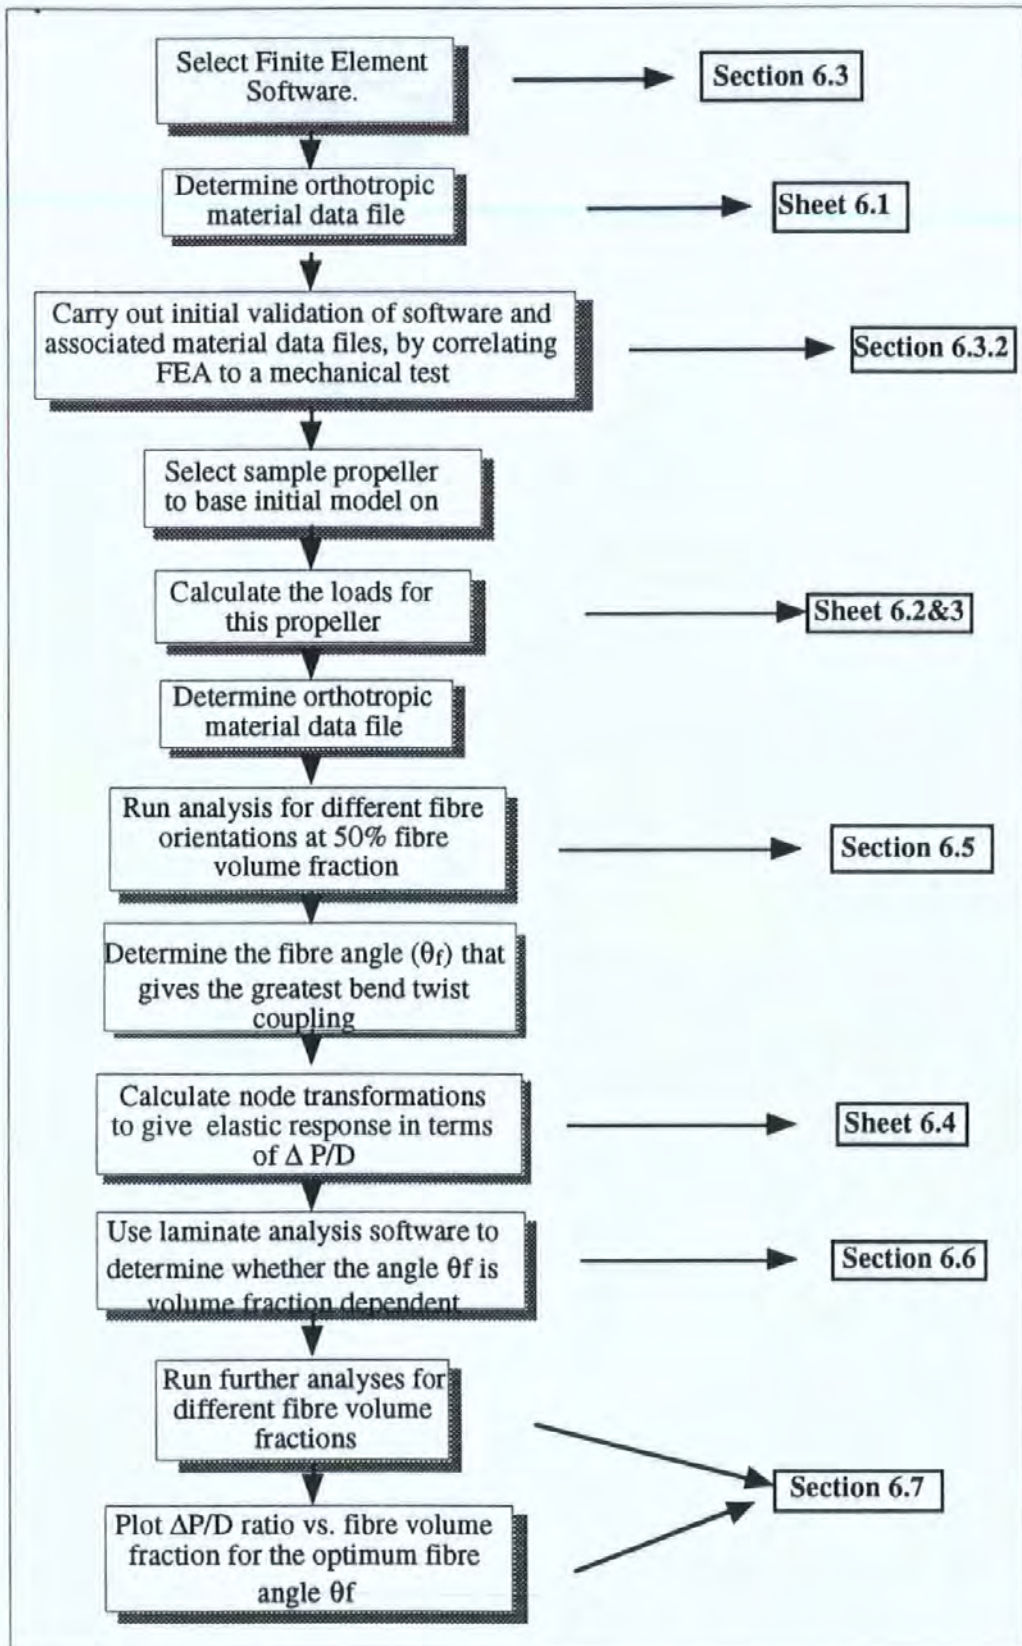 Select Finite Element
Software.
Section 6.3
Determine orthotropic
material data file
Sheet 6.1
Carry out initial validation of software and
associated material data files, by correlating
FEA to a mechanical test
Section 6.3.2
Select sample propeller
to base initial model on
Calculate the loads for
this propeller
Sheet 6.2&3
Determine orthotropic
material data file
Run analysis for different fibre
orientations at 50% fibre
volume fraction
Section 6.5
Determine the fibre angle (θf) that
gives the greatest bend twist
coupling
Calculate node transformations
to give elastic response in terms
of Δ P/D
Sheet 6.4
Use laminate analysis software to
determine whether the angle θf is
volume fraction dependent
Section 6.6
Run further analyses for
different fibre volume
fractions
Section 6.7
Plot ΔP/D ratio vs. fibre volume
fraction for the optimum fibre
angle θf